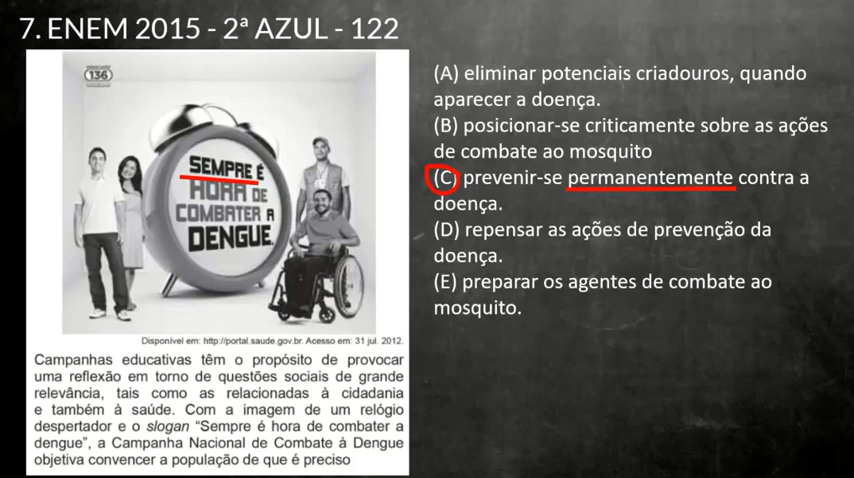 7. ENEM 2015 - 2ª AZUL - 122
136
SEMPRE É
HORA DE
COMBATER A
DENGUE.
Disponível em: http://portal.saude.gov.br. Acesso em: 31 jul. 2012.
Campanhas educativas têm o propósito de provocar
uma reflexão em torno de questões sociais de grande
relevância, tais como as relacionadas à cidadania
e também à saúde. Com a imagem de um relógio
despertador e o slogan “Sempre é hora de combater a
dengue”, a Campanha Nacional de Combate à Dengue
objetiva convencer a população de que é preciso
(A) eliminar potenciais criadouros, quando
aparecer a doença.
(B) posicionar-se criticamente sobre as ações
de combate ao mosquito
(C) prevenir-se permanentemente contra a
doença.
(D) repensar as ações de prevenção da
doença.
(E) preparar os agentes de combate ao
mosquito.